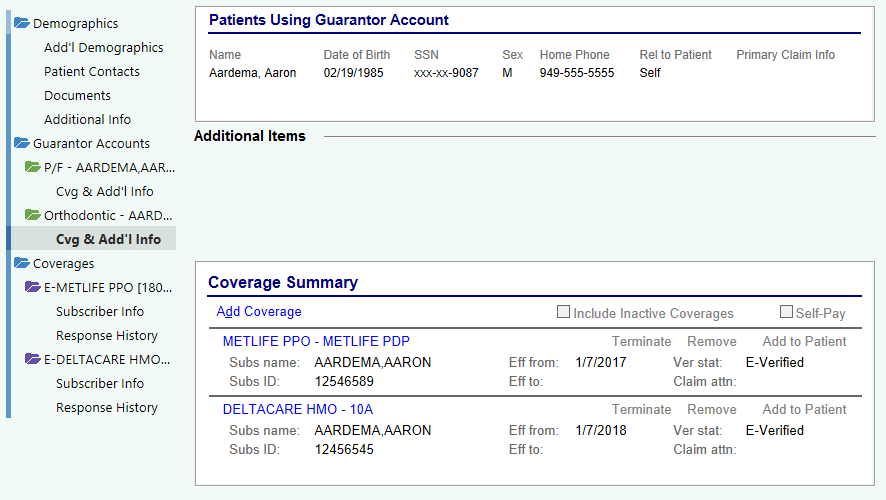 Demographics
Add'l Demographics
Patient Contacts
Documents
Additional Info
Guarantor Accounts
P/F - AARDEMA,AAR...
Cvg & Add'l Info
Orthodontic - AARD...
Cvg & Add'l Info
Coverages
E-METLIFE PPO [180...
Subscriber Info
Response History
E-DELTACARE HMO...
Subscriber Info
Response History
Patients Using Guarantor Account
Name Date of Birth SSN Sex Home Phone Rel to Patient Primary Claim Info
Aardema, Aaron 02/19/1985 xxx-xx-9087 M 949-555-5555 Self
Additional Items
Coverage Summary
Add Coverage Include Inactive Coverages Self-Pay
METLIFE PPO - METLIFE PDP Terminate Remove Add to Patient
Subs name: AARDEMA,AARON Eff from: 1/7/2017 Ver stat: E-Verified
Subs ID: 12546589 Eff to: Claim attn:
DELTACARE HMO - 10A Terminate Remove Add to Patient
Subs name: AARDEMA,AARON Eff from: 1/7/2018 Ver stat: E-Verified
Subs ID: 12456545 Eff to: Claim attn: